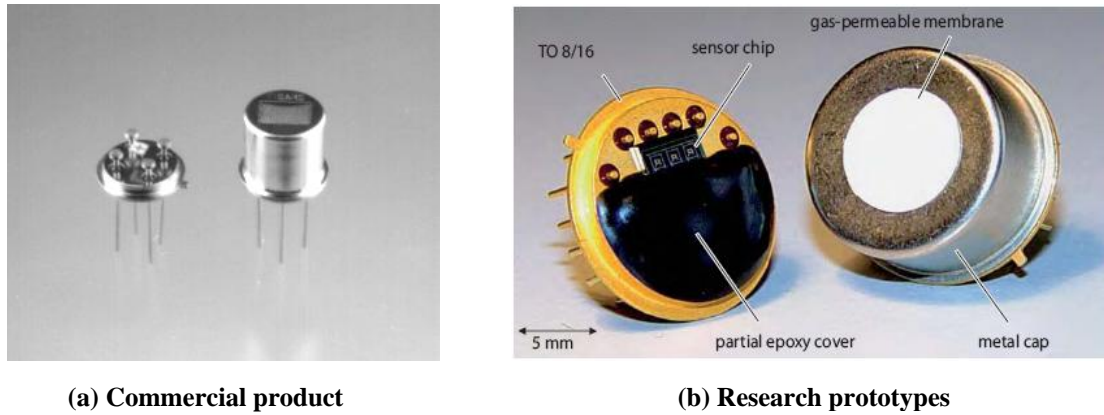 gas-permeable membrane
sensor chip
TO 8/16
5 mm
partial epoxy cover
metal cap
(a) Commercial product
(b) Research prototypes